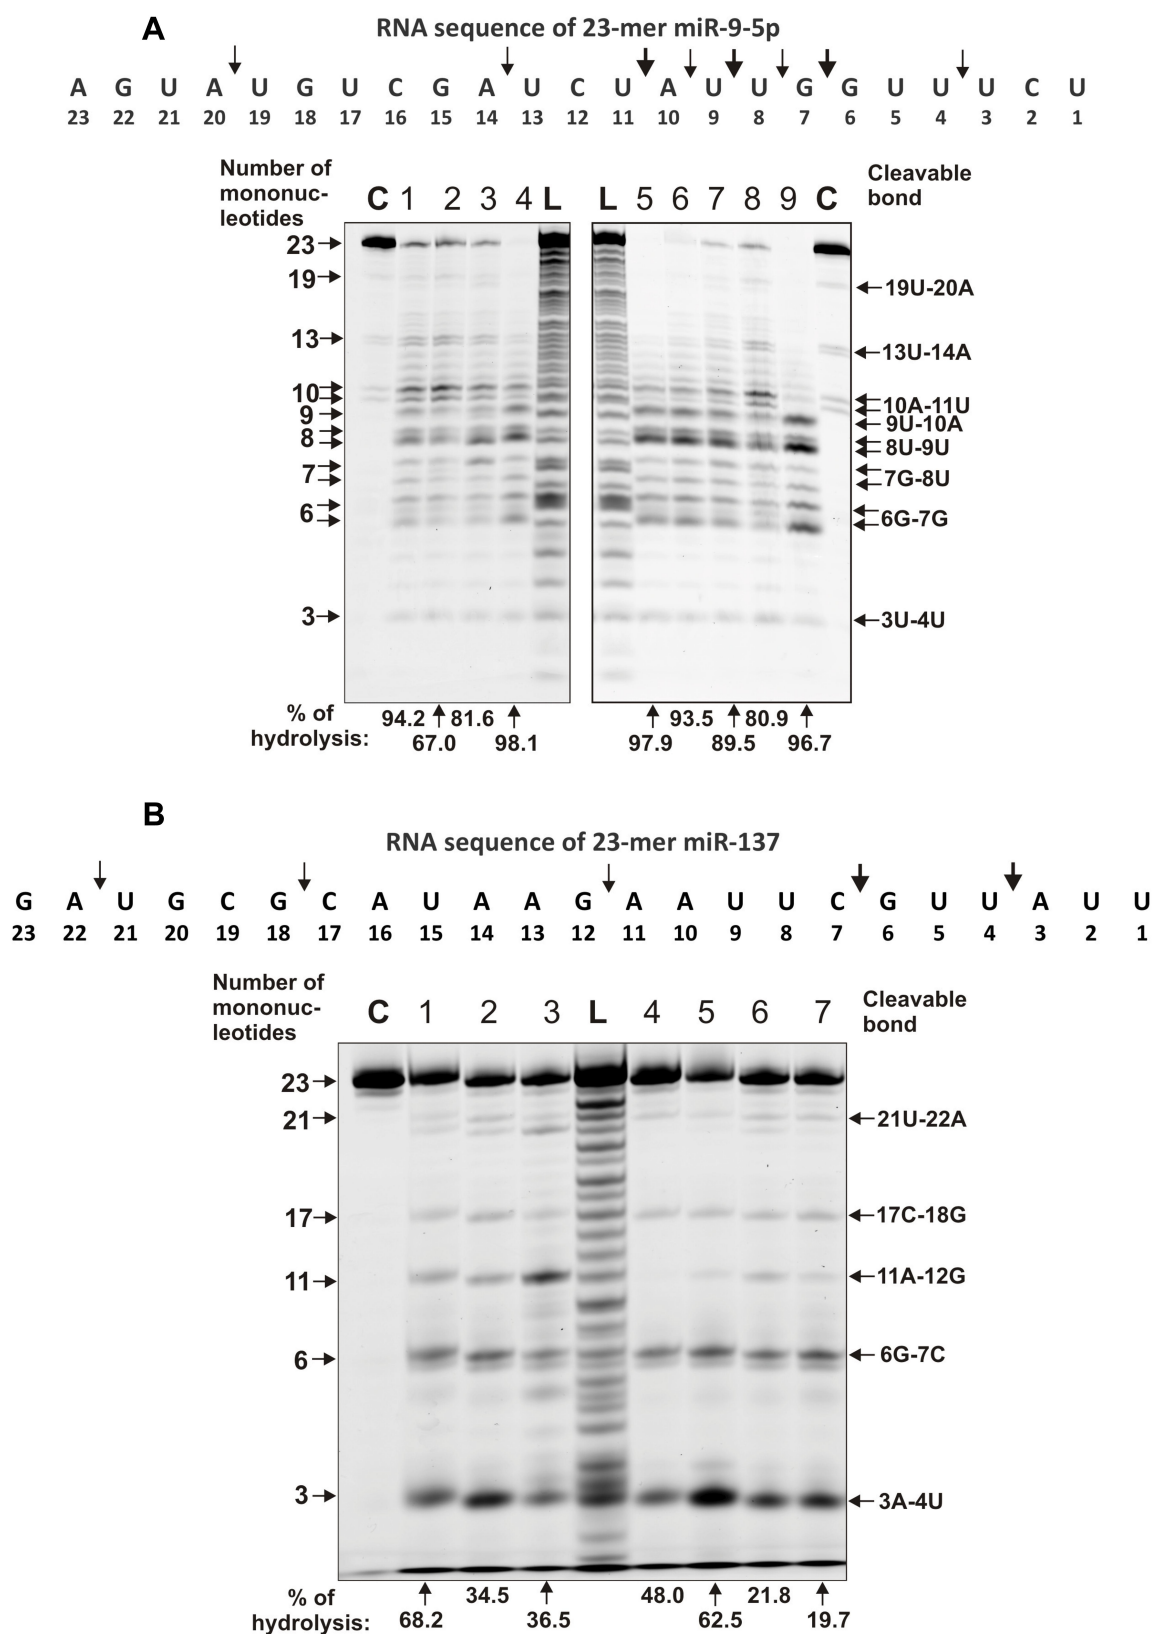 A
RNA sequence of 23-mer miR-9-5p
A G U A U G U C G A U C U A U U G G U U U C U
23 22 21 20 19 18 17 16 15 14 13 12 11 10 9 8 7 6 5 4 3 2 1
Number of
mononuc-
leotides
Cleavable
bond
C 1 2 3 4 L L 5 6 7 8 9 C
23
19
13
10
9
8
7
6
3
19U-20A
13U-14A
10A-11U
9U-10A
8U-9U
7G-8U
6G-7G
3U-4U
% of
hydrolysis:
94.2 81.6 93.5 80.9
67.0 98.1 97.9 89.5 96.7
B
RNA sequence of 23-mer miR-137
G A U G C G C A U A A G A A U U C G U U A U U
23 22 21 20 19 18 17 16 15 14 13 12 11 10 9 8 7 6 5 4 3 2 1
Number of
mononuc-
leotides
Cleavable
bond
C 1 2 3 L 4 5 6 7
23
21
17
11
6
3
21U-22A
17C-18G
11A-12G
6G-7C
3A-4U
% of
hydrolysis:
34.5 48.0 21.8
68.2 36.5 62.5 19.7